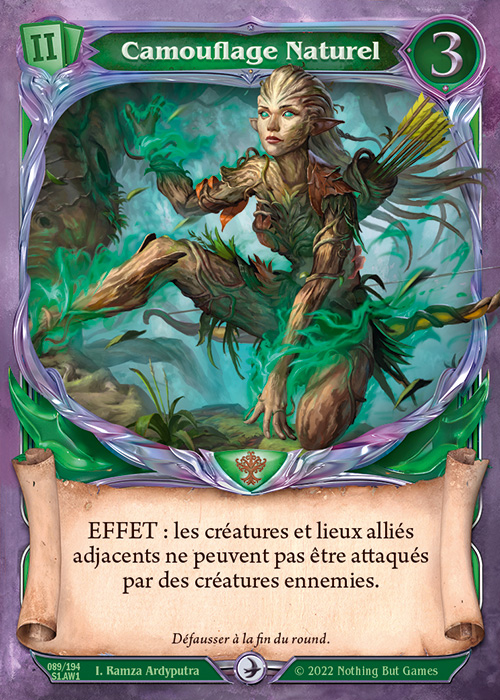 II
Camouflage Naturel
3
EFFET : les créatures et lieux alliés
adjacents ne peuvent pas être attaqués
par des créatures ennemies.
Défausser à la fin du round.
089/194
S1.AW1
I. Ramza Ardyputra
© 2022 Nothing But Games